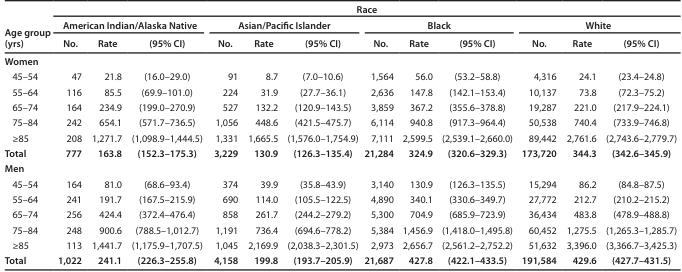 Race
American Indian/Alaska Native Asian/Pacific Islander Black White
Age group (yrs) No. Rate (95% CI) No. Rate (95% CI) No. Rate (95% CI) No. Rate (95% CI)
Women
45–54 47 21.8 (16.0–29.0) 91 8.7 (7.0–10.6) 1,564 56.0 (53.2–58.8) 4,316 24.1 (23.4–24.8)
55–64 116 85.5 (69.9–101.0) 224 31.9 (27.7–36.1) 2,636 147.8 (142.1–153.4) 10,137 73.8 (72.3–75.2)
65–74 164 234.9 (199.0–270.9) 527 132.2 (120.9–143.5) 3,859 367.2 (355.6–378.8) 19,287 221.0 (217.9–224.1)
75–84 242 654.1 (571.7–736.5) 1,056 448.6 (421.5–475.7) 6,114 940.8 (917.3–964.4) 50,538 740.4 (733.9–746.8)
≥85 208 1,271.7 (1,098.9–1,444.5) 1,331 1,665.5 (1,576.0–1,754.9) 7,111 2,599.5 (2,539.1–2,660.0) 89,442 2,761.6 (2,743.6–2,779.7)
Total 777 163.8 (152.3–175.3) 3,229 130.9 (126.3–135.4) 21,284 324.9 (320.6–329.3) 173,720 344.3 (342.6–345.9)
Men
45–54 164 81.0 (68.6–93.4) 374 39.9 (35.8–43.9) 3,140 130.9 (126.3–135.5) 15,294 86.2 (84.8–87.5)
55–64 241 191.7 (167.5–215.9) 690 114.0 (105.5–122.5) 4,890 340.1 (330.6–349.7) 27,772 212.7 (210.2–215.2)
65–74 256 424.4 (372.4–476.4) 858 261.7 (244.2–279.2) 5,300 704.9 (685.9–723.9) 36,434 483.8 (478.9–488.8)
75–84 248 900.6 (788.5–1,012.7) 1,191 736.4 (694.6–778.2) 5,384 1,456.9 (1,418.0–1,495.8) 60,452 1,275.5 (1,265.3–1,285.7)
≥85 113 1,441.7 (1,175.9–1,707.5) 1,045 2,169.9 (2,038.3–2,301.5) 2,973 2,656.7 (2,561.2–2,752.2) 51,632 3,396.0 (3,366.7–3,425.3)
Total 1,022 241.1 (226.3–255.8) 4,158 199.8 (193.7–205.9) 21,687 427.8 (422.1–433.5) 191,584 429.6 (427.7–431.5)